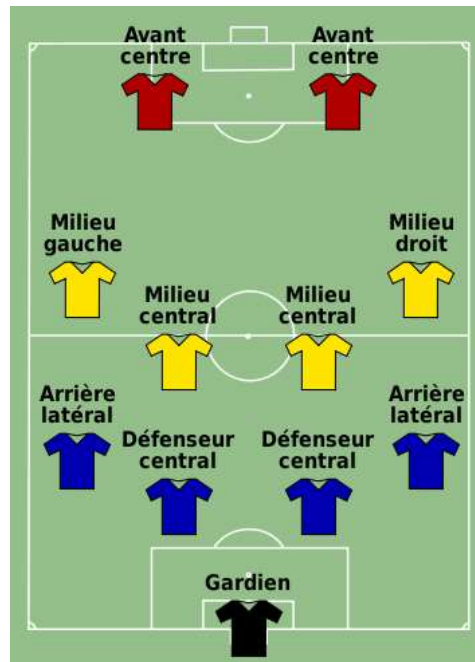 Avant
centre
Avant
centre
Milieu
gauche
Milieu
droit
Milieu
central
Milieu
central
Arrière
latéral
Arrière
latéral
Défenseur
central
Défenseur
central
Gardien